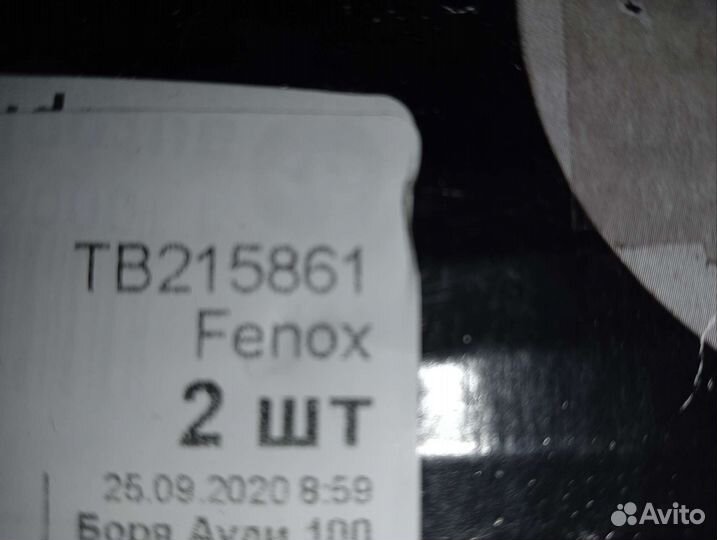 TB215861
Fenox
2 шт
25.09.2020 8:59
Боря Ауди 100
Avito